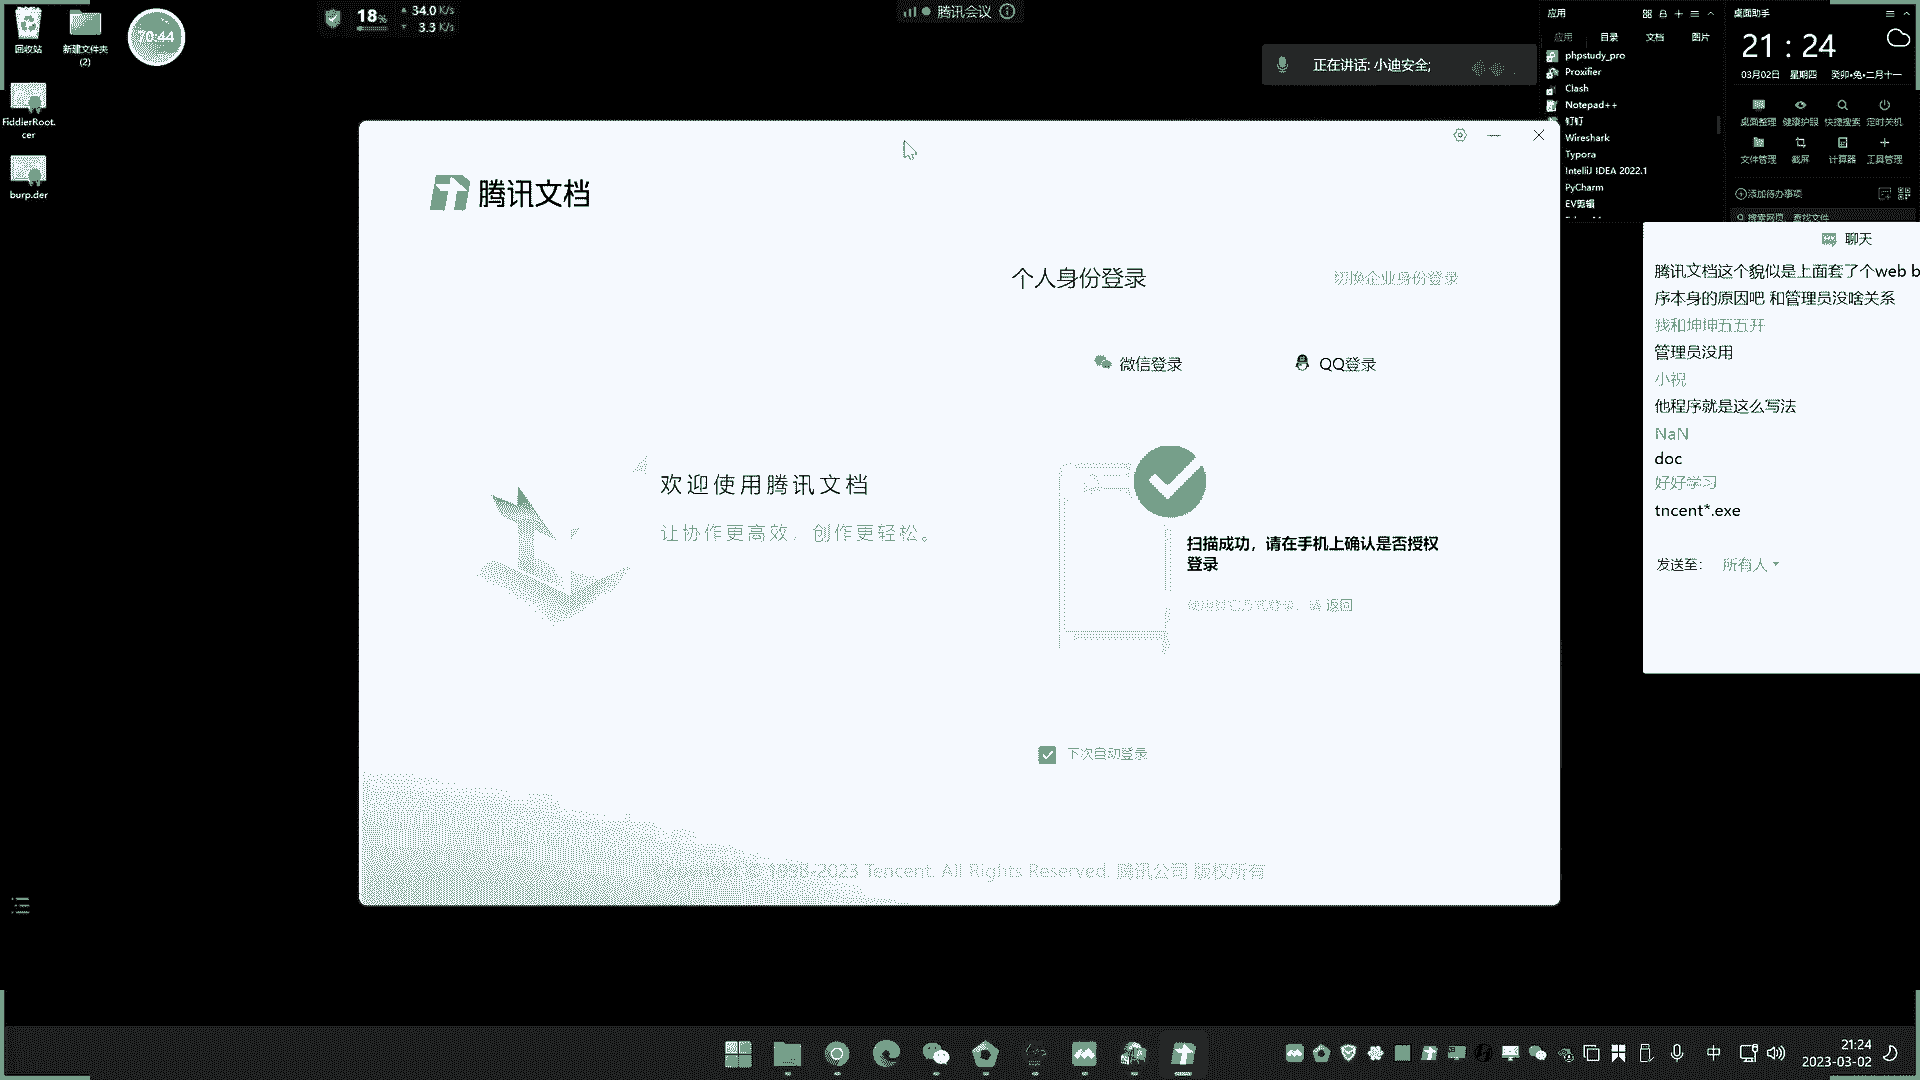 回收站
新建文件夹
(2)
70:44
FiddlerRoot.
cer
burp.der
18%
34.0 K/s
3.3 K/s
腾讯会议
正在讲话: 小迪安全;
应用
应用 目录 文档 图片
phpstudy_pro
Proxifier
Clash
Notepad++
钉钉
Wireshark
Typora
IntelliJ IDEA 2022.1
PyCharm
EV剪辑
桌面助手
21 : 24
03月02日 星期四 癸卯•兔•二月十一
桌面整理 健康护眼 快捷搜索 定时关机
文件管理 截屏 计算器 工具管理
添加待办事项
搜索网页、查找文件
腾讯文档
个人身份登录
切换企业身份登录
微信登录
QQ登录
欢迎使用腾讯文档
让协作更高效，创作更轻松。
扫描成功，请在手机上确认是否授权
登录
使用其它方式登录，请 返回
下次自动登录
Copyright © 1998-2023 Tencent. All Rights Reserved. 腾讯公司 版权所有
聊天
腾讯文档这个貌似是上面套了个web b
序本身的原因吧 和管理员没啥关系
我和坤坤五五开
管理员没用
小祝
他程序就是这么写法
NaN
doc
好好学习
tncent*.exe
发送至: 所有人
中
21:24
2023-03-02